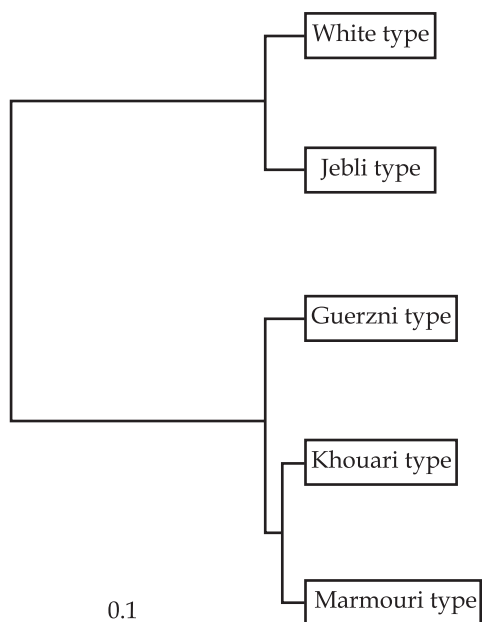 White type
Jebli type
Guerzni type
Khouari type
Marmouri type
0.1